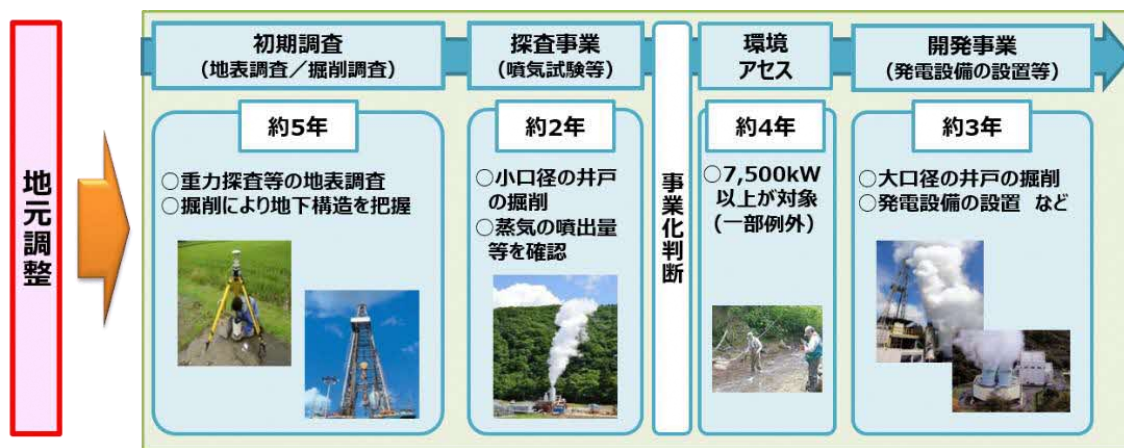 地元調整
初期調査
(地表調査／掘削調査)
約5年
○重力探査等の地表調査
○掘削により地下構造を把握
探査事業
(噴気試験等)
約2年
○小口径の井戸
の掘削
○蒸気の噴出量
等を確認
事業化判断
環境
アセス
約4年
○7,500kW
以上が対象
(一部例外)
開発事業
(発電設備の設置等)
約3年
○大口径の井戸の掘削
○発電設備の設置 など